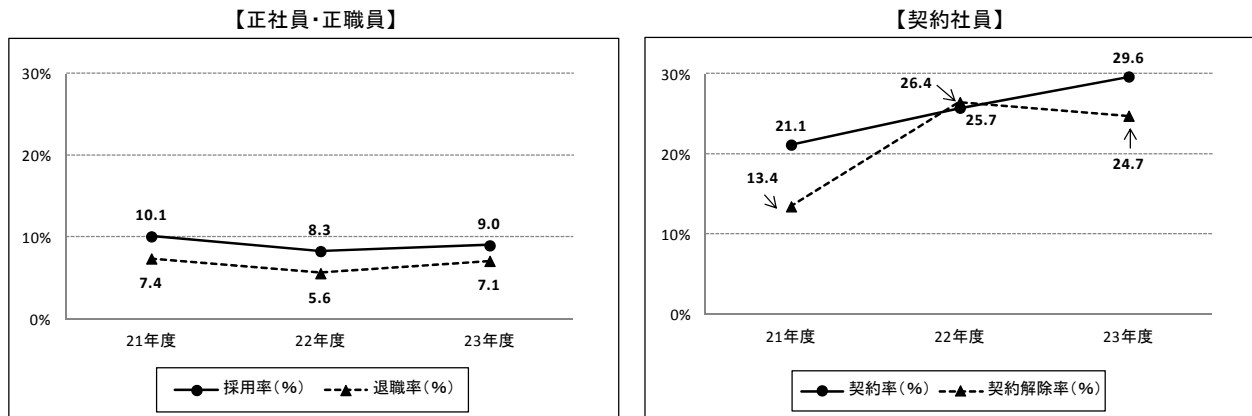 【正社員・正職員】
30%
20%
10%
0%
10.1
8.3
9.0
7.4
5.6
7.1
21年度
22年度
23年度
採用率(%)
退職率(%)
【契約社員】
30%
20%
10%
0%
29.6
26.4
25.7
21.1
24.7
13.4
21年度
22年度
23年度
契約率(%)
契約解除率(%)